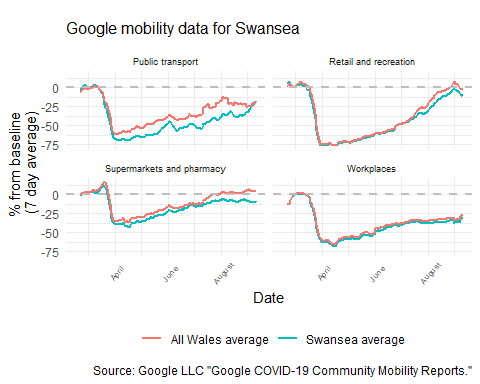 Google mobility data for Swansea
Public transport
Retail and recreation
0
-25
-50
-75
Supermarkets and pharmacy
Workplaces
0
-25
-50
-75
% from baseline
(7 day average)
April
June
August
April
June
August
Date
All Wales average
Swansea average
Source: Google LLC "Google COVID-19 Community Mobility Reports."